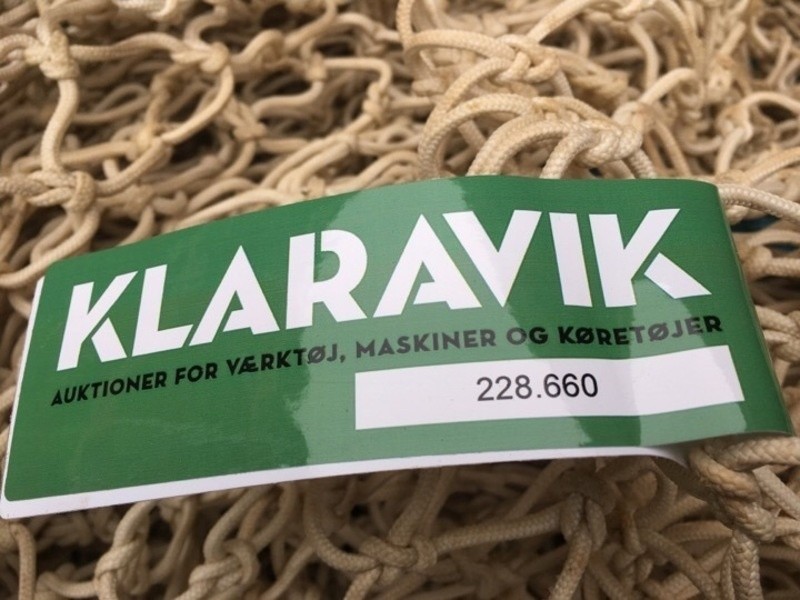 KLARAVIK
AUKTIONER FOR VÆRKTØJ, MASKINER OG KØRETØJER
228.660